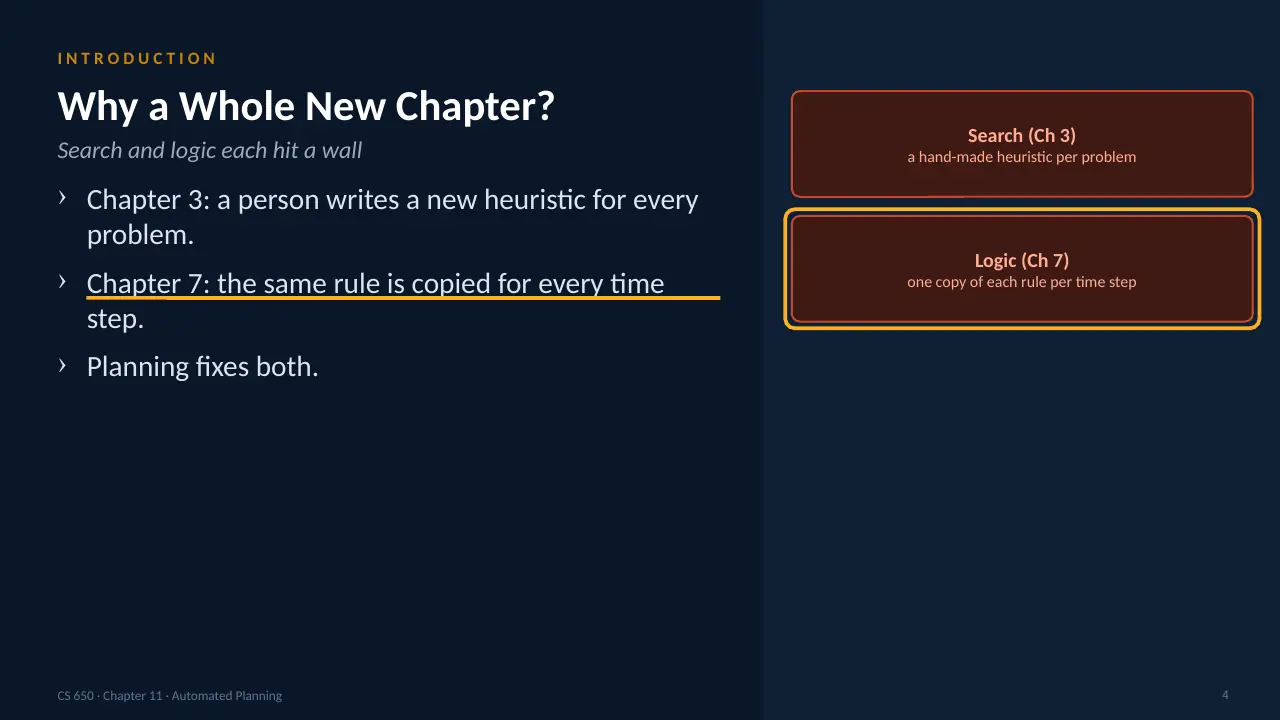 INTRODUCTION
Why a Whole New Chapter?
Search and logic each hit a wall
› Chapter 3: a person writes a new heuristic for every
problem.
› Chapter 7: the same rule is copied for every time
step.
› Planning fixes both.
Search (Ch 3)
a hand-made heuristic per problem
Logic (Ch 7)
one copy of each rule per time step
CS 650 · Chapter 11 · Automated Planning
4